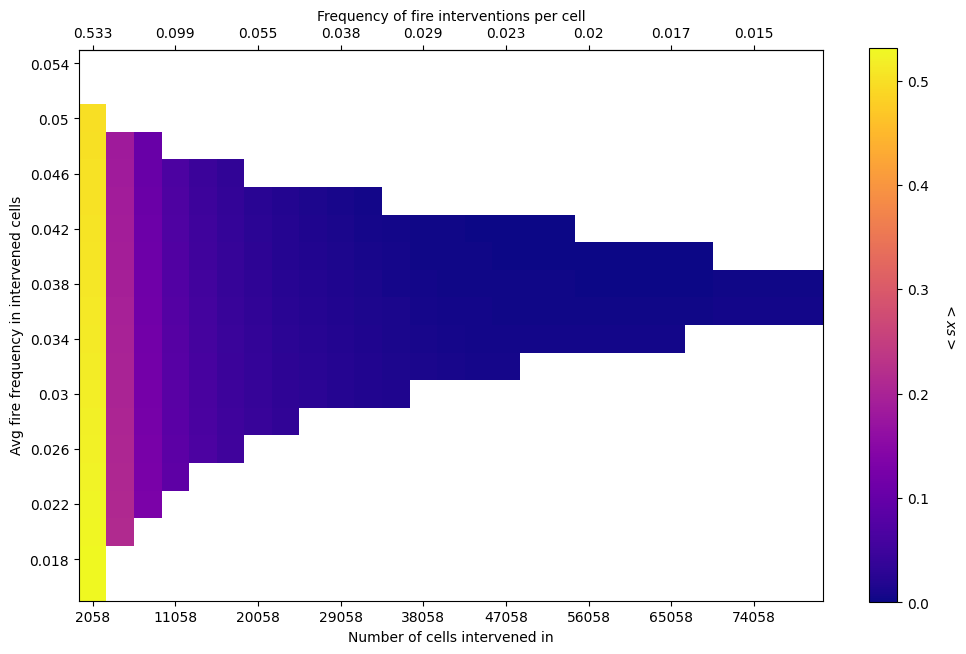 Frequency of fire interventions per cell
0.533 0.099 0.055 0.038 0.029 0.023 0.02 0.017 0.015
0.054
0.05
0.046
0.042
0.038
0.034
0.03
0.026
0.022
0.018
Avg fire frequency in intervened cells
2058 11058 20058 29058 38058 47058 56058 65058 74058
Number of cells intervened in
0.5
0.4
0.3
0.2
0.1
0.0
< sx >